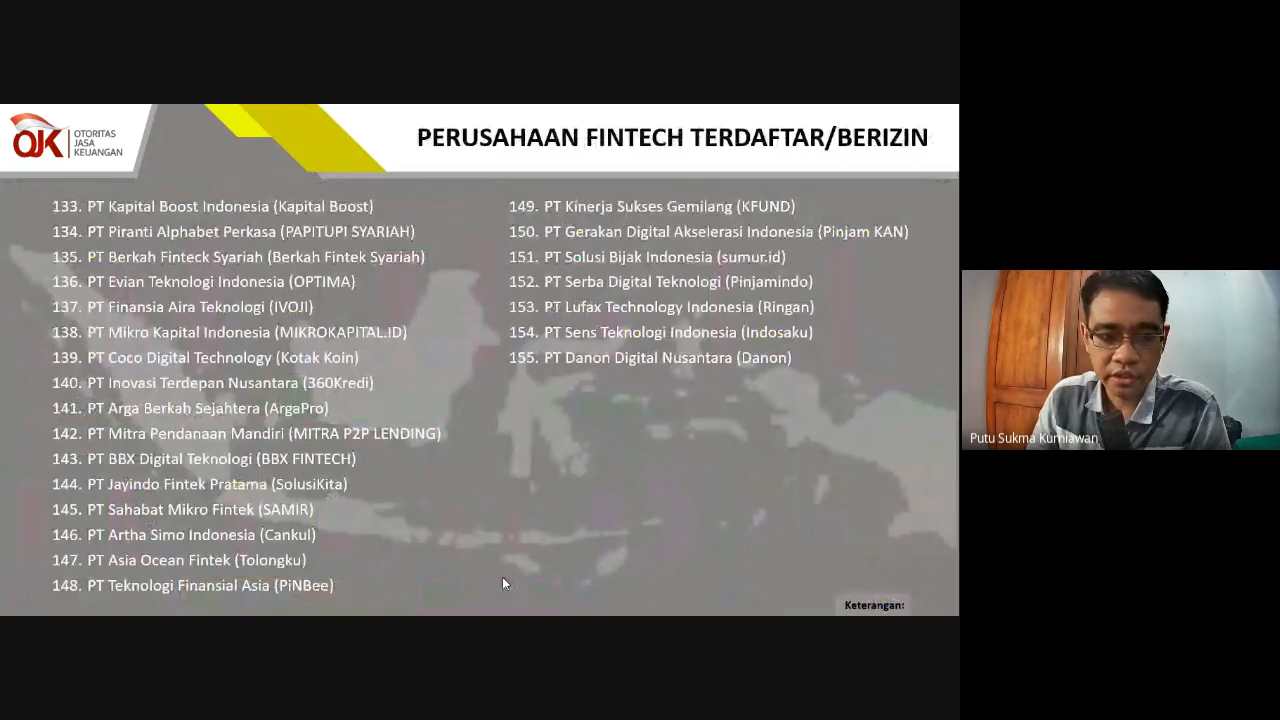 OJK
OTORITAS
JASA
KEUANGAN
PERUSAHAAN FINTECH TERDAFTAR/BERIZIN
133. PT Kapital Boost Indonesia (Kapital Boost)
134. PT Piranti Alphabet Perkasa (PAPITUPI SYARIAH)
135. PT Berkah Finteck Syariah (Berkah Fintek Syariah)
136. PT Evian Teknologi Indonesia (OPTIMA)
137. PT Finansia Aira Teknologi (IVOJI)
138. PT Mikro Kapital Indonesia (MIKROKAPITAL.ID)
139. PT Coco Digital Technology (Kotak Koin)
140. PT Inovasi Terdepan Nusantara (360Kredi)
141. PT Arga Berkah Sejahtera (ArgaPro)
142. PT Mitra Pendanaan Mandiri (MITRA P2P LENDING)
143. PT BBX Digital Teknologi (BBX FINTECH)
144. PT Jayindo Fintek Pratama (SolusiKita)
145. PT Sahabat Mikro Fintek (SAMIR)
146. PT Artha Simo Indonesia (Cankul)
147. PT Asia Ocean Fintek (Tolongku)
148. PT Teknologi Finansial Asia (PiNBee)
149. PT Kinerja Sukses Gemilang (KFUND)
150. PT Gerakan Digital Akselerasi Indonesia (Pinjam KAN)
151. PT Solusi Bijak Indonesia (sumur.id)
152. PT Serba Digital Teknologi (Pinjamindo)
153. PT Lufax Technology Indonesia (Ringan)
154. PT Sens Teknologi Indonesia (Indosaku)
155. PT Danon Digital Nusantara (Danon)
Keterangan:
Putu Sukma Kurniawan